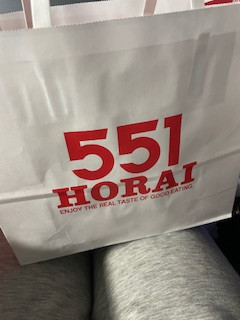 551
HORAI
ENJOY THE REAL TASTE OF GOOD EATING.